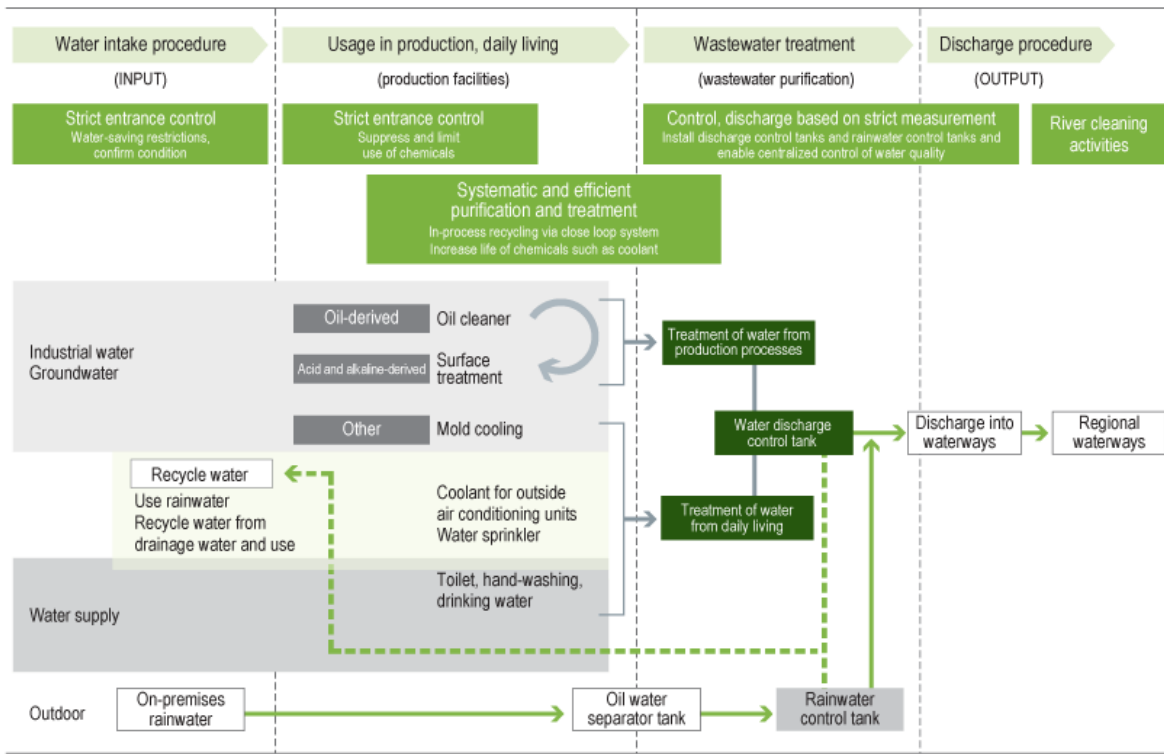 Water intake procedure
(INPUT)
Usage in production, daily living
(production facilities)
Wastewater treatment
(wastewater purification)
Discharge procedure
(OUTPUT)
Strict entrance control
Water-saving restrictions,
confirm condition
Strict entrance control
Suppress and limit
use of chemicals
Control, discharge based on strict measurement
Install discharge control tanks and rainwater control tanks and
enable centralized control of water quality
River cleaning
activities
Systematic and efficient
purification and treatment
In-process recycling via close loop system
Increase life of chemicals such as coolant
Industrial water
Groundwater
Oil-derived
Oil cleaner
Acid and alkaline-derived
Surface
treatment
Other
Mold cooling
Treatment of water from
production processes
Water discharge
control tank
Discharge into
waterways
Regional
waterways
Recycle water
Use rainwater
Recycle water from
drainage water and use
Coolant for outside
air conditioning units
Water sprinkler
Treatment of water
from daily living
Water supply
Toilet, hand-washing,
drinking water
Outdoor
On-premises
rainwater
Oil water
separator tank
Rainwater
control tank